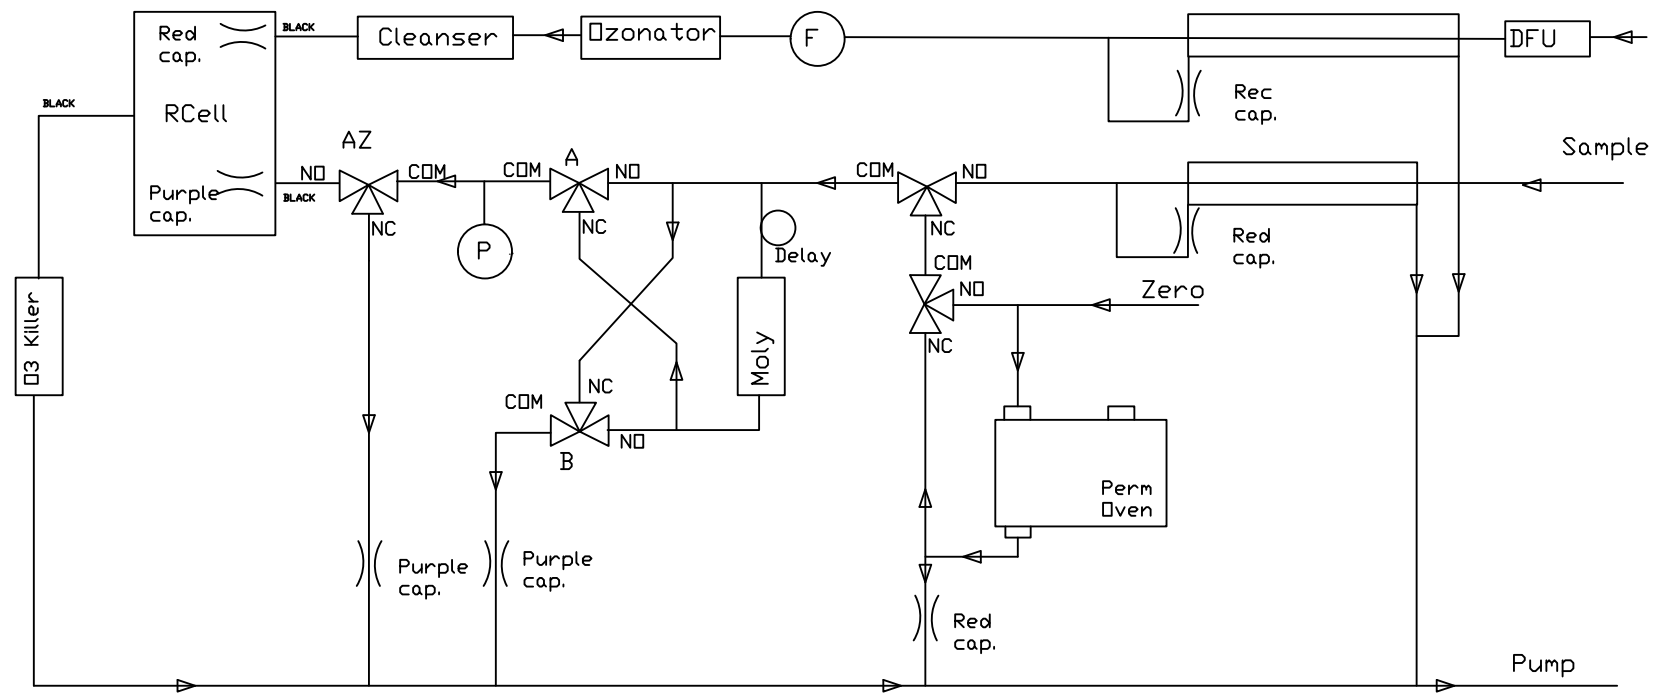 Red
cap.
BLACK
Cleanser
Ozonator
F
DFU
BLACK
RCell
Rec
cap.
AZ
Sample
NO
COM
COM
A
NO
COM
NO
Purple
cap.
BLACK
NC
P
NC
Delay
NC
Red
cap.
COM
NO
Zero
O3 Killer
Moly
NC
COM
NC
NO
B
Perm
Oven
Purple
cap.
Purple
cap.
Red
cap.
Pump